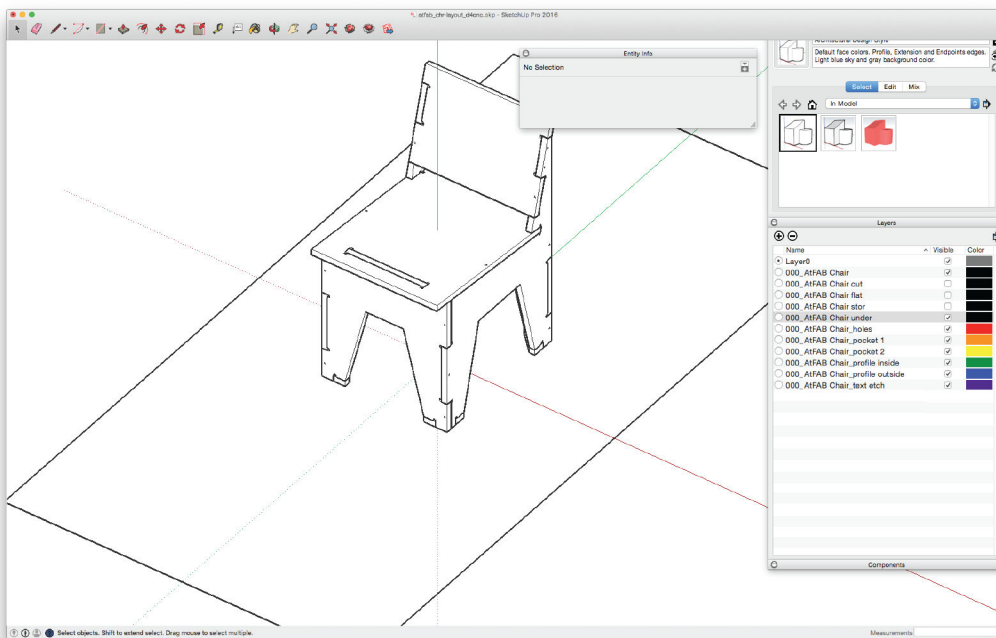 atfab_chr-layout_d4cnc.skp - SketchUp Pro 2016
Entity Info
No Selection
Architectural Design Style
Default face colors. Profile, Extension and Endpoints edges.
Light blue sky and gray background color.
Select Edit Mix
In Model
Layers
Name Visible Color
Layer0
000_AtFAB Chair
000_AtFAB Chair cut
000_AtFAB Chair flat
000_AtFAB Chair stor
000_AtFAB Chair under
000_AtFAB Chair_holes
000_AtFAB Chair_pocket 1
000_AtFAB Chair_pocket 2
000_AtFAB Chair_profile inside
000_AtFAB Chair_profile outside
000_AtFAB Chair_text etch
Components
Select objects. Shift to extend select. Drag mouse to select multiple.
Measurements